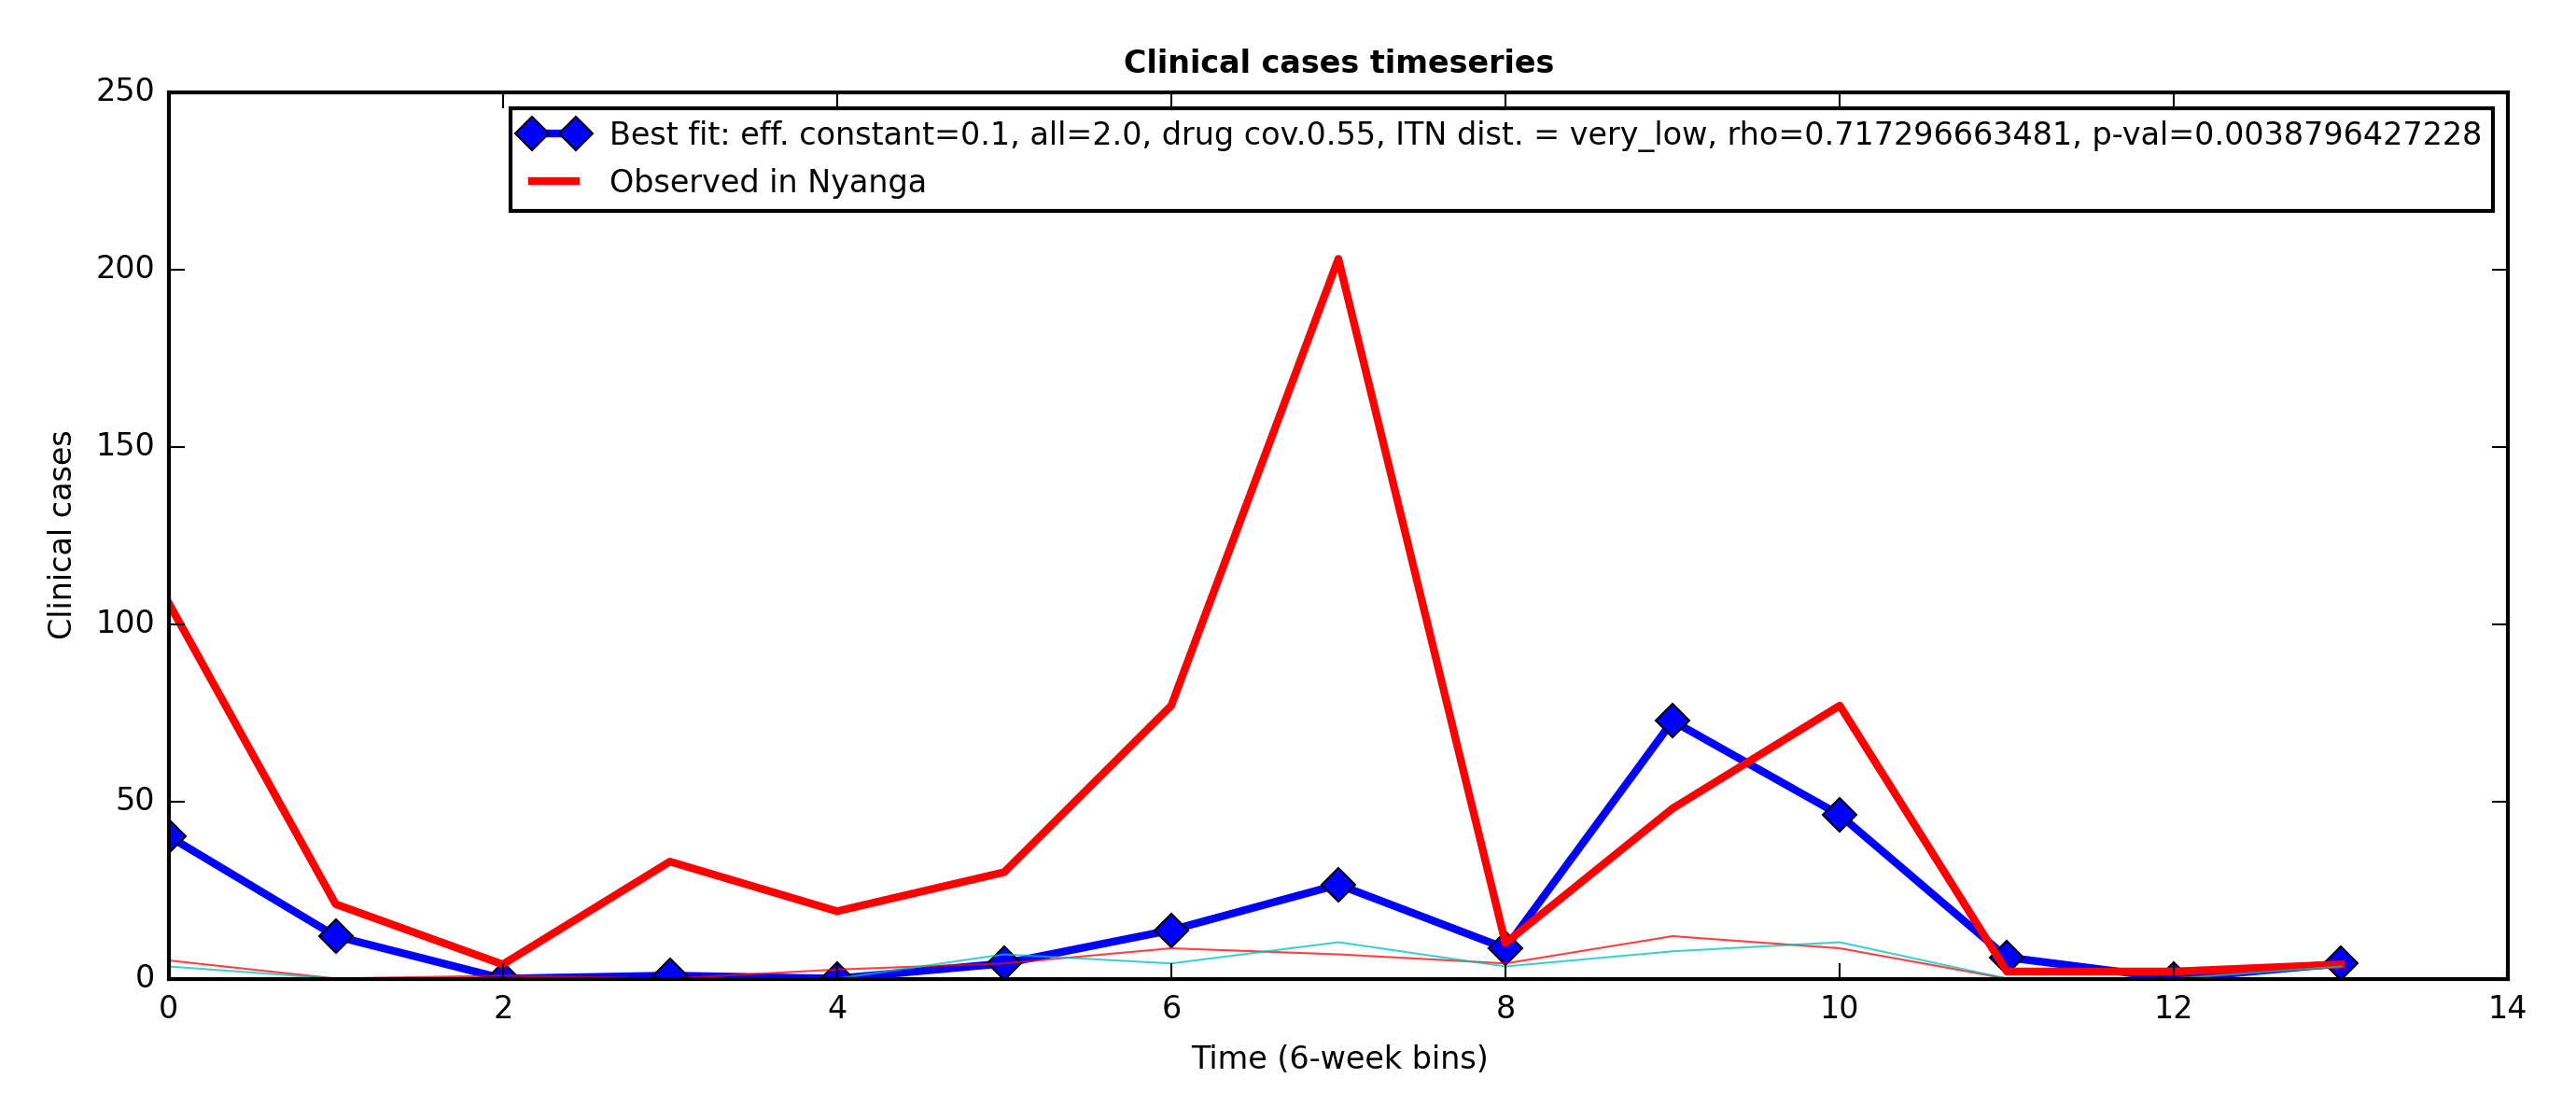 Clinical cases timeseries
250
200
150
100
50
0
Clinical cases
Best fit: eff. constant=0.1, all=2.0, drug cov.0.55, ITN dist. = very_low, rho=0.717296663481, p-val=0.0038796427228
Observed in Nyanga
0 2 4 6 8 10 12 14
Time (6-week bins)